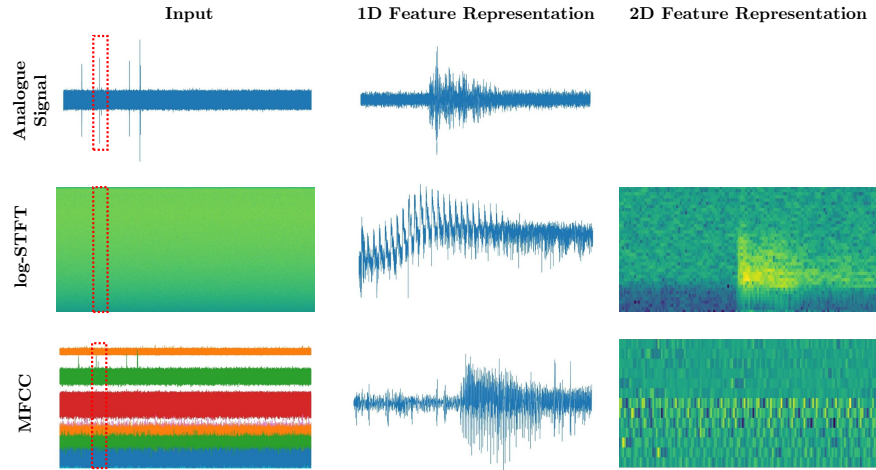 Input
1D Feature Representation
2D Feature Representation
Analogue
Signal
log-STFT
MFCC